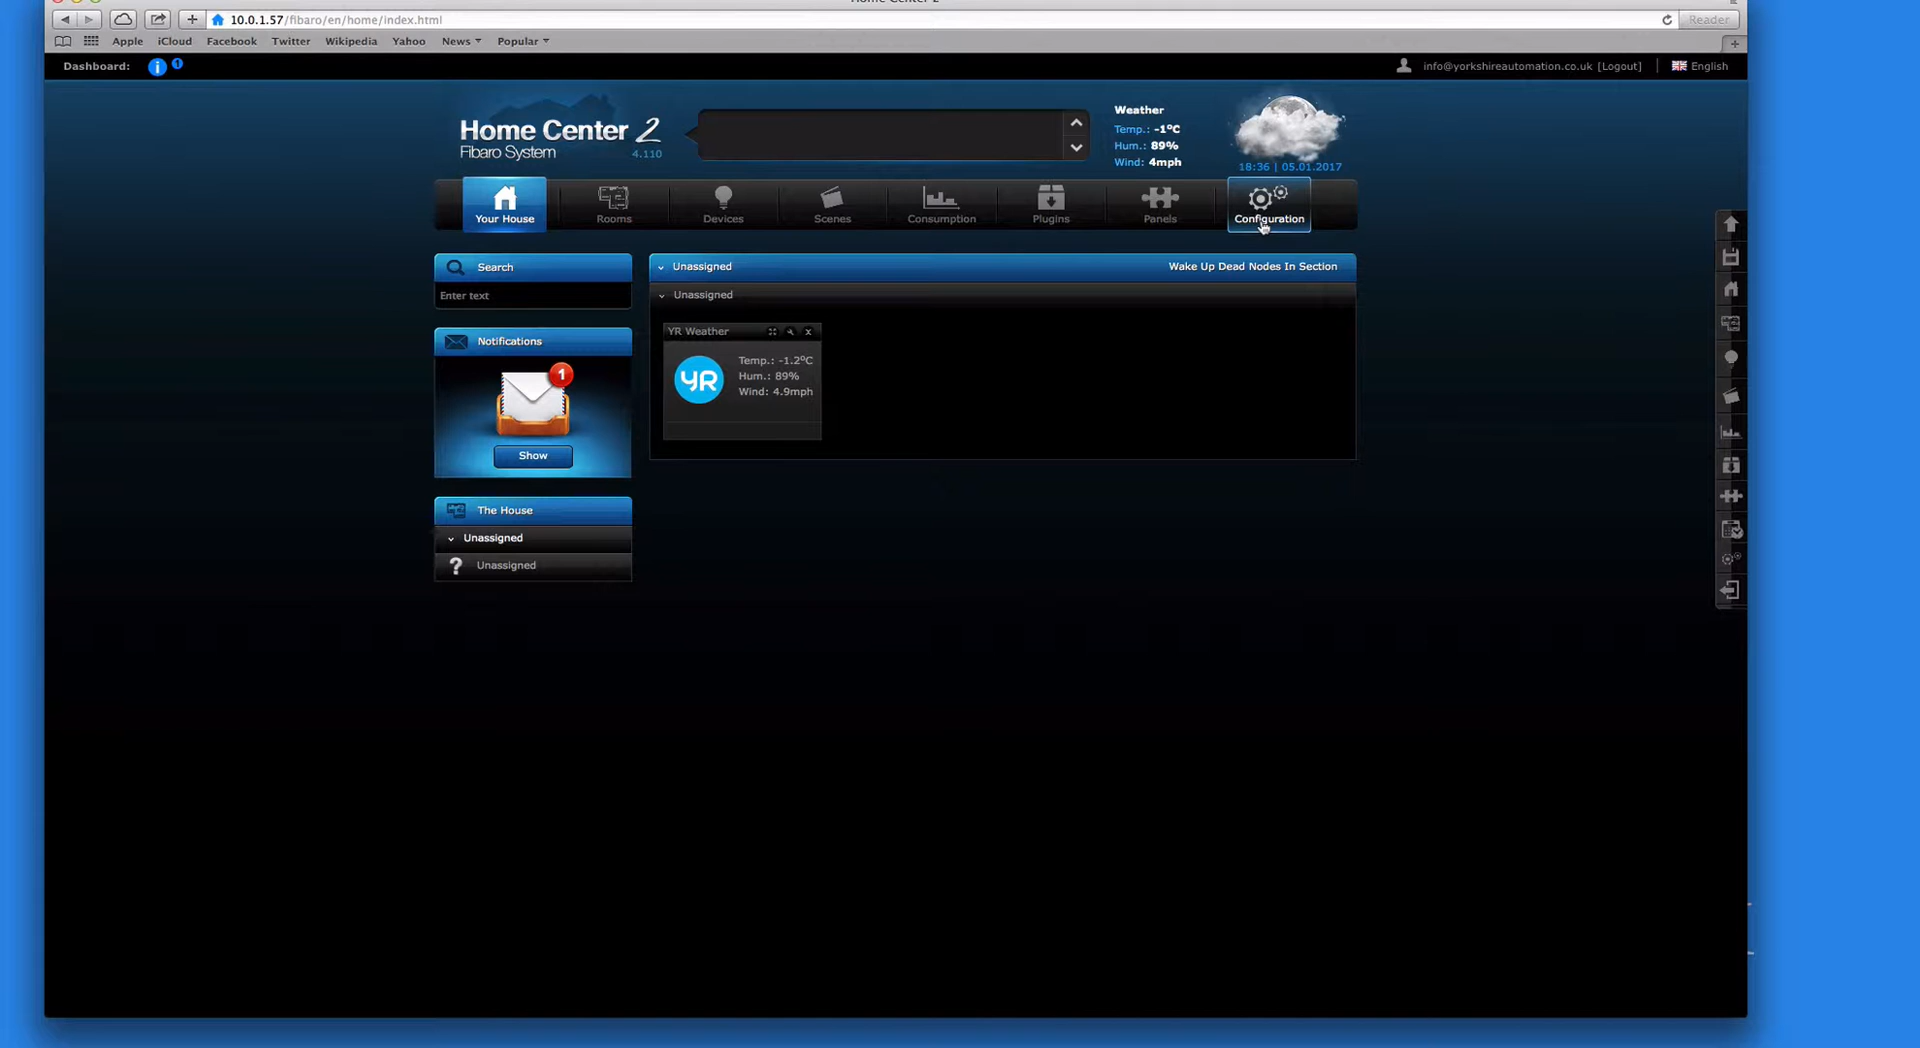 10.0.1.57/fibaro/en/home/index.html
Reader
Apple
iCloud
Facebook
Twitter
Wikipedia
Yahoo
News
Popular
Dashboard:
1
info@yorkshireautomation.co.uk [Logout]
English
Home Center 2
Fibaro System
4.110
Weather
Temp.: -1°C
Hum.: 89%
Wind: 4mph
18:36 | 05.01.2017
Your House
Rooms
Devices
Scenes
Consumption
Plugins
Panels
Configuration
Search
Enter text
Notifications
1
Show
The House
Unassigned
Unassigned
Unassigned
Wake Up Dead Nodes In Section
Unassigned
YR Weather
YR
Temp.: -1.2°C
Hum.: 89%
Wind: 4.9mph